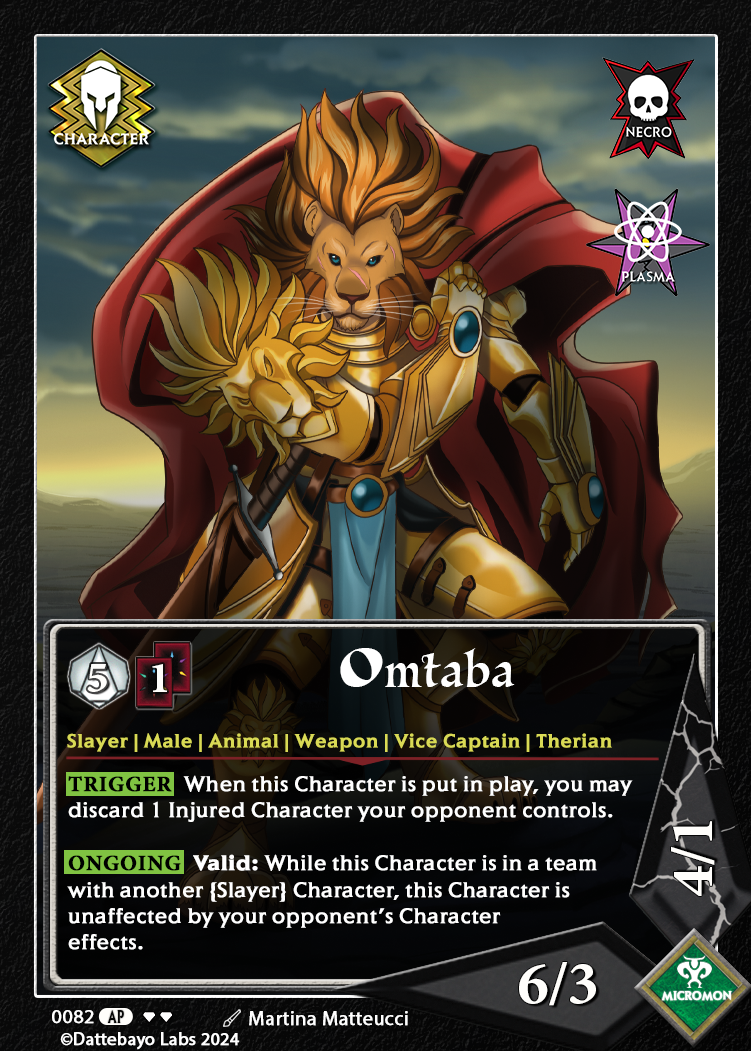 CHARACTER
NECRO
PLASMA
5
1
Omtaba
Slayer | Male | Animal | Weapon | Vice Captain | Therian
TRIGGER When this Character is put in play, you may
discard 1 Injured Character your opponent controls.
ONGOING Valid: While this Character is in a team
with another {Slayer} Character, this Character is
unaffected by your opponent's Character
effects.
4/1
6/3
MICROMON
0082 AP Martina Matteucci
©Dattebayo Labs 2024